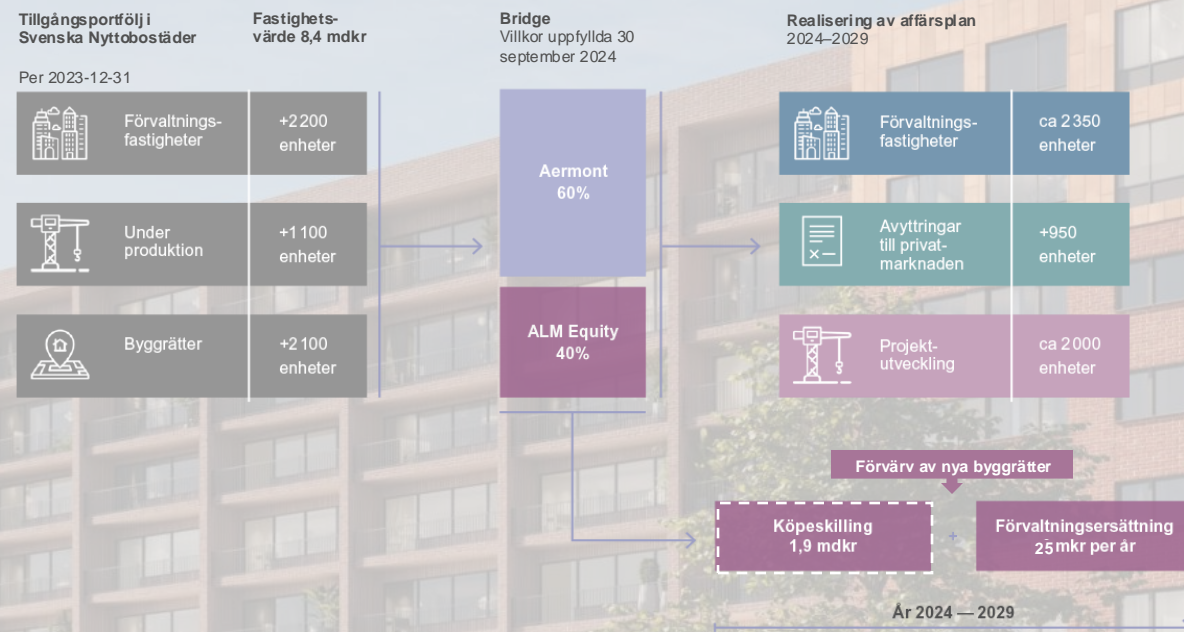 Tillgångsportfölj i
Svenska Nyttobostäder
Per 2023-12-31
Fastighets-
värde 8,4 mdkr
Förvaltnings-
fastigheter
+2200
enheter
Under
produktion
+1100
enheter
Byggrätter
+2100
enheter
Bridge
Villkor uppfyllda 30
september 2024
Aermont
60%
ALM Equity
40%
Realisering av affärsplan
2024–2029
Förvaltnings-
fastigheter
ca 2350
enheter
Avyttringar
till privat-
marknaden
+950
enheter
Projekt-
utveckling
ca 2000
enheter
Förvärv av nya byggrätter
Köpeskilling
1,9 mdkr
+
Förvaltningsersättning
25 mkr per år
År 2024 — 2029